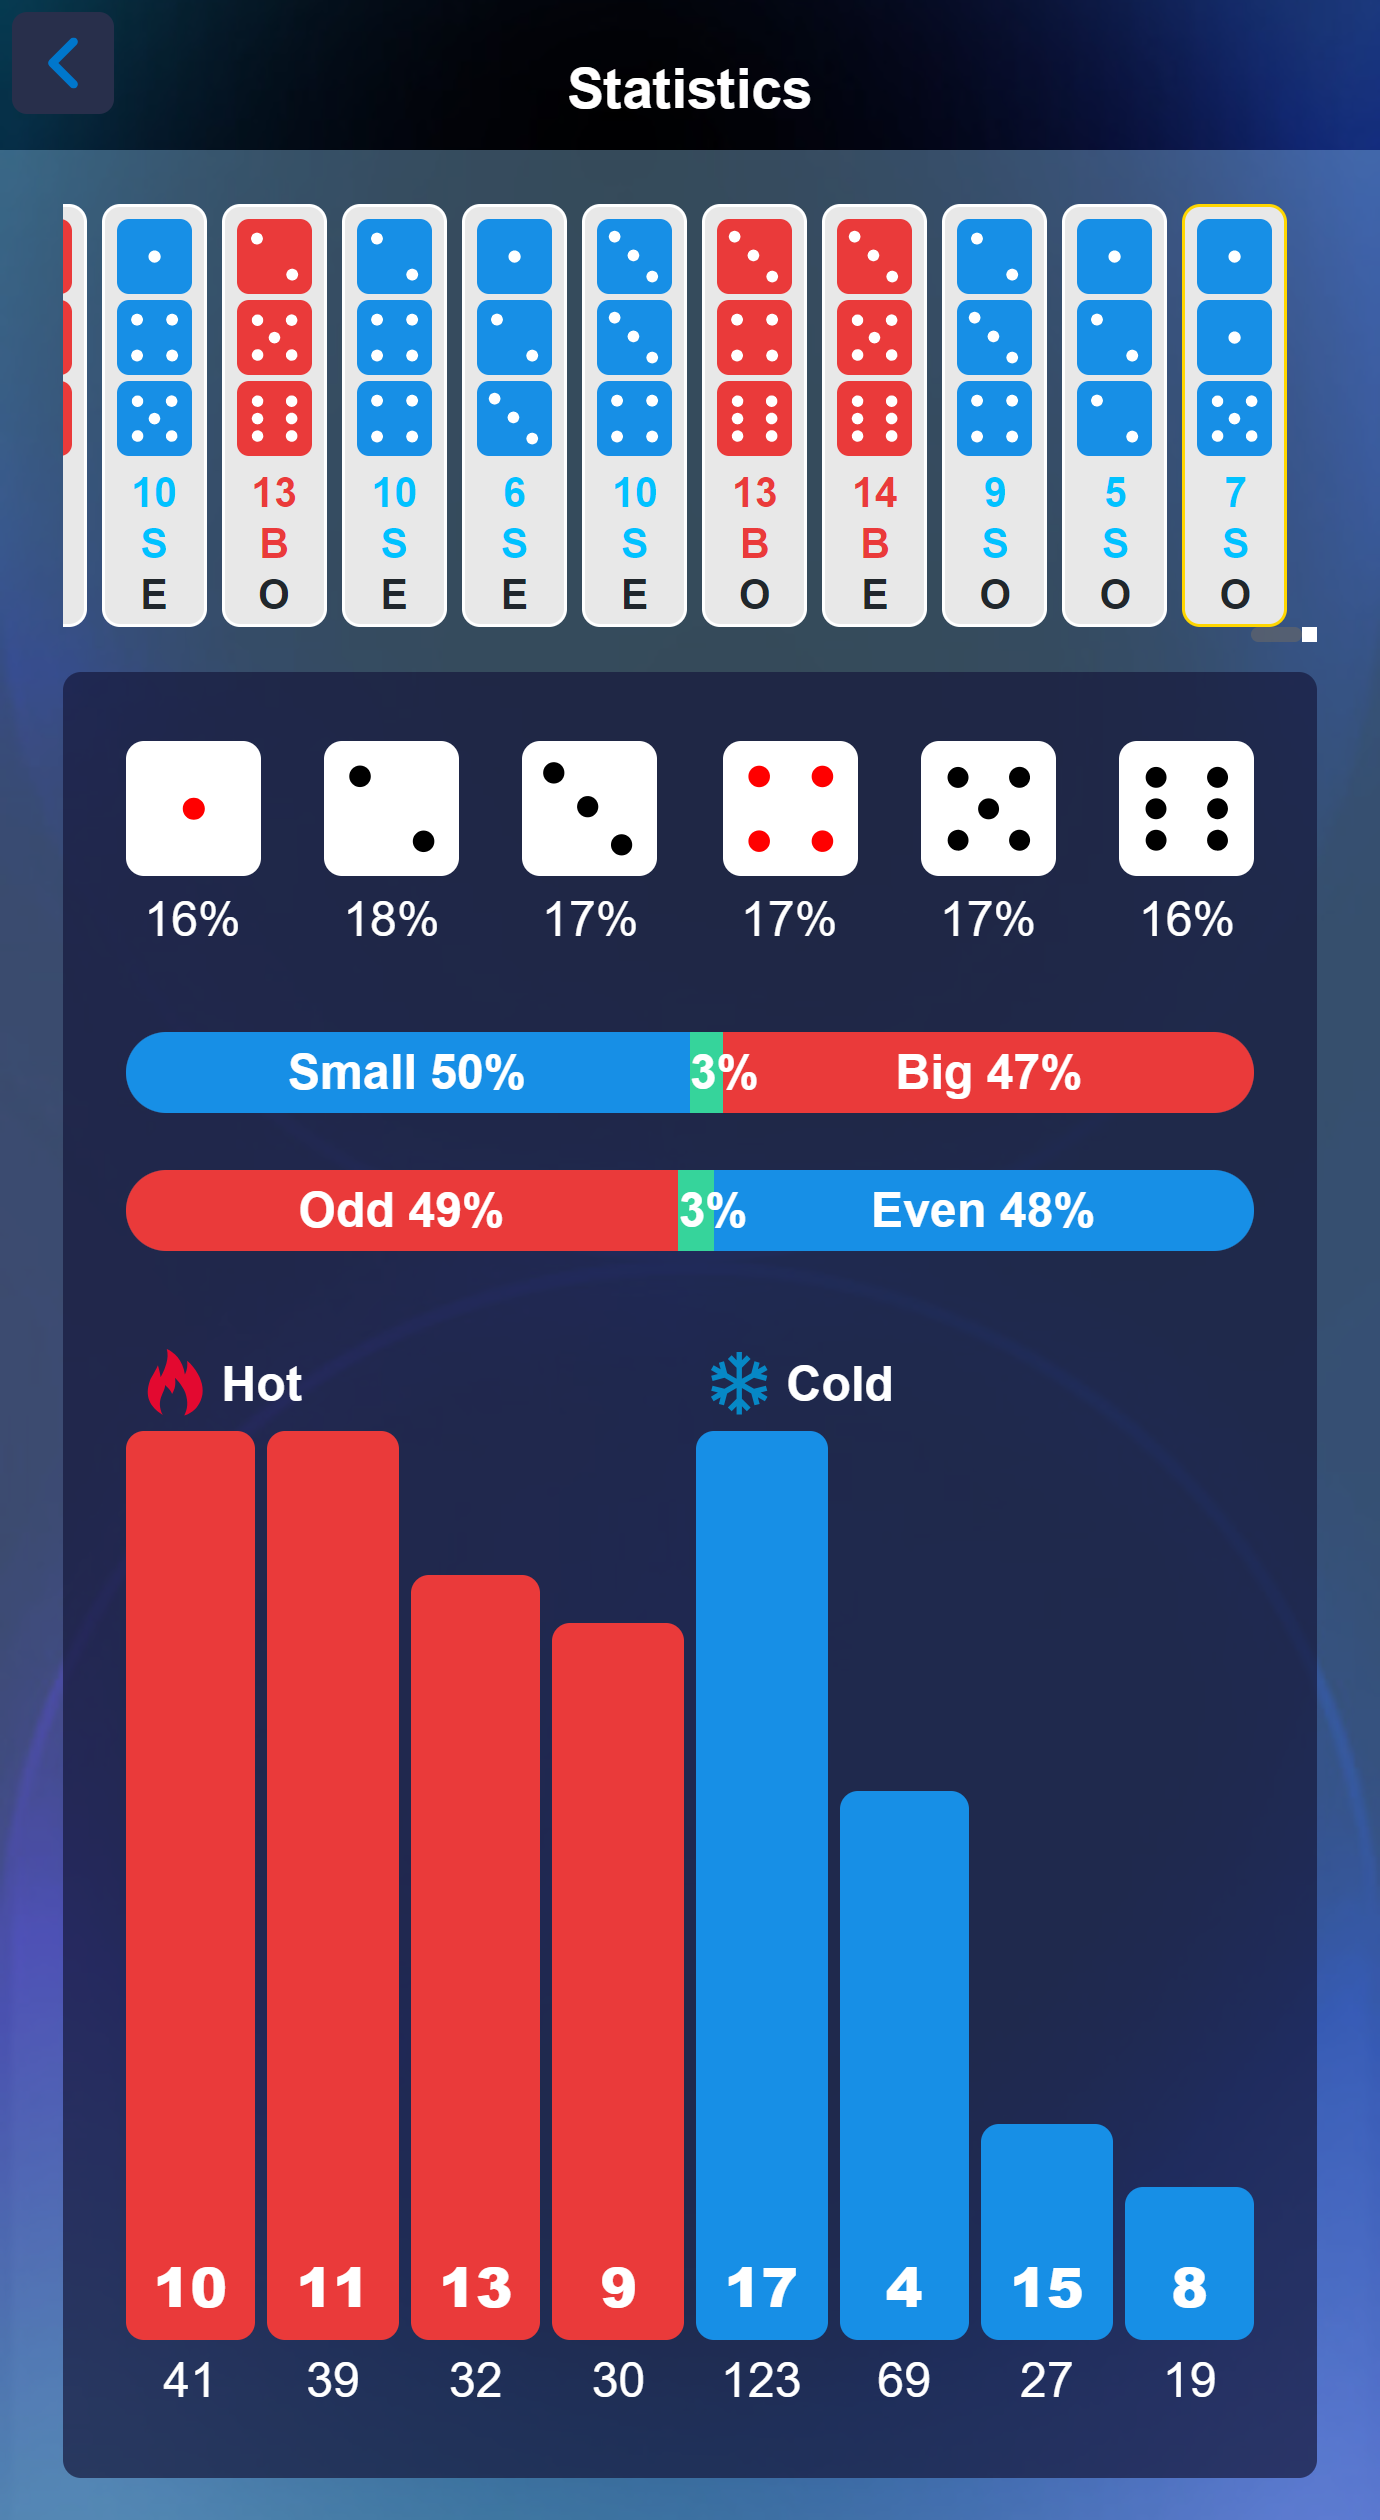 Statistics
10 13 10 6 10 13 14 9 5 7
S B S S S B B S S S
E O E E E O E O O O
16% 18% 17% 17% 17% 16%
Small 50% 3% Big 47%
Odd 49% 3% Even 48%
Hot Cold
10 11 13 9 17 4 15 8
41 39 32 30 123 69 27 19